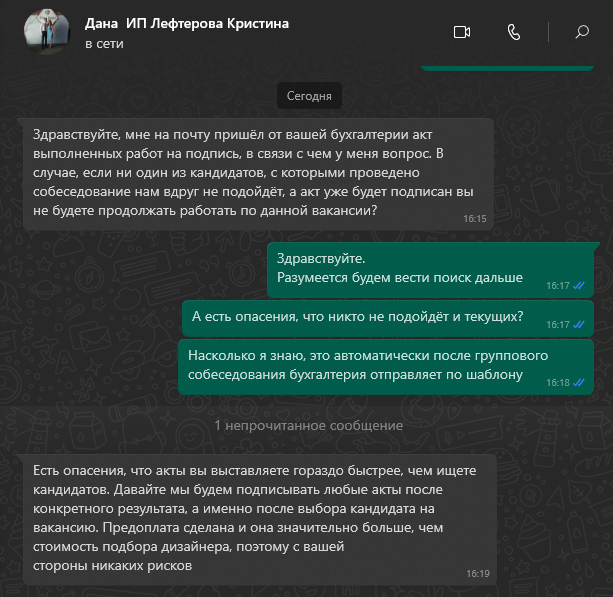 Дана  ИП Лефтерова Кристина
в сети
Сегодня
Здравствуйте, мне на почту пришёл от вашей бухгалтерии акт
выполненных работ на подпись, в связи с чем у меня вопрос. В
случае, если ни один из кандидатов, с которыми проведено
собеседование нам вдруг не подойдёт, а акт уже будет подписан вы
не будете продолжать работать по данной вакансии?
16:15
Здравствуйте.
Разумеется будем вести поиск дальше
16:17
А есть опасения, что никто не подойдёт и текущих?
16:17
Насколько я знаю, это автоматически после группового
собеседования бухгалтерия отправляет по шаблону
16:18
1 непрочитанное сообщение
Есть опасения, что акты вы выставляете гораздо быстрее, чем ищете
кандидатов. Давайте мы будем подписывать любые акты после
конкретного результата, а именно после выбора кандидата на
вакансию. Предоплата сделана и она значительно больше, чем
стоимость подбора дизайнера, поэтому с вашей
стороны никаких рисков
16:19